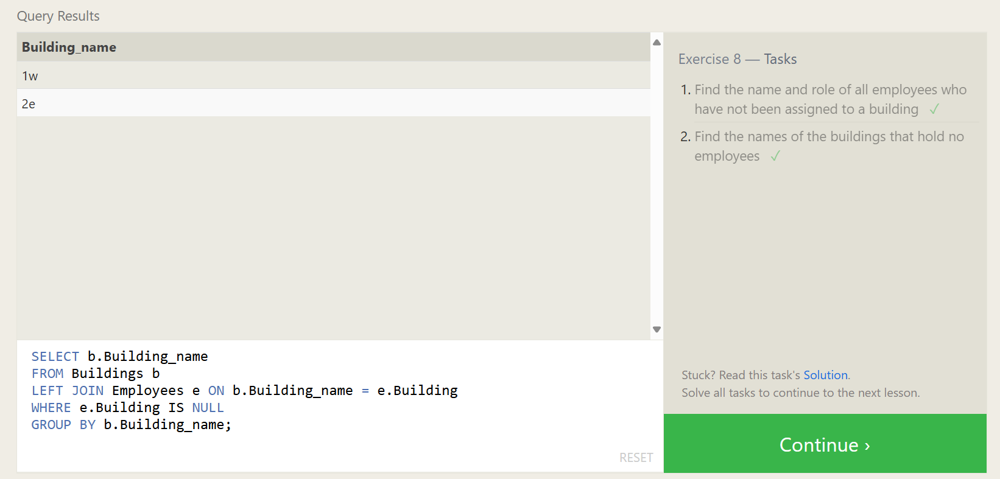 Query Results
Building_name
1w
2e
SELECT b.Building_name
FROM Buildings b
LEFT JOIN Employees e ON b.Building_name = e.Building
WHERE e.Building IS NULL
GROUP BY b.Building_name;
RESET
Exercise 8 — Tasks
1. Find the name and role of all employees who
have not been assigned to a building ✓
2. Find the names of the buildings that hold no
employees ✓
Stuck? Read this task's Solution.
Solve all tasks to continue to the next lesson.
Continue ›